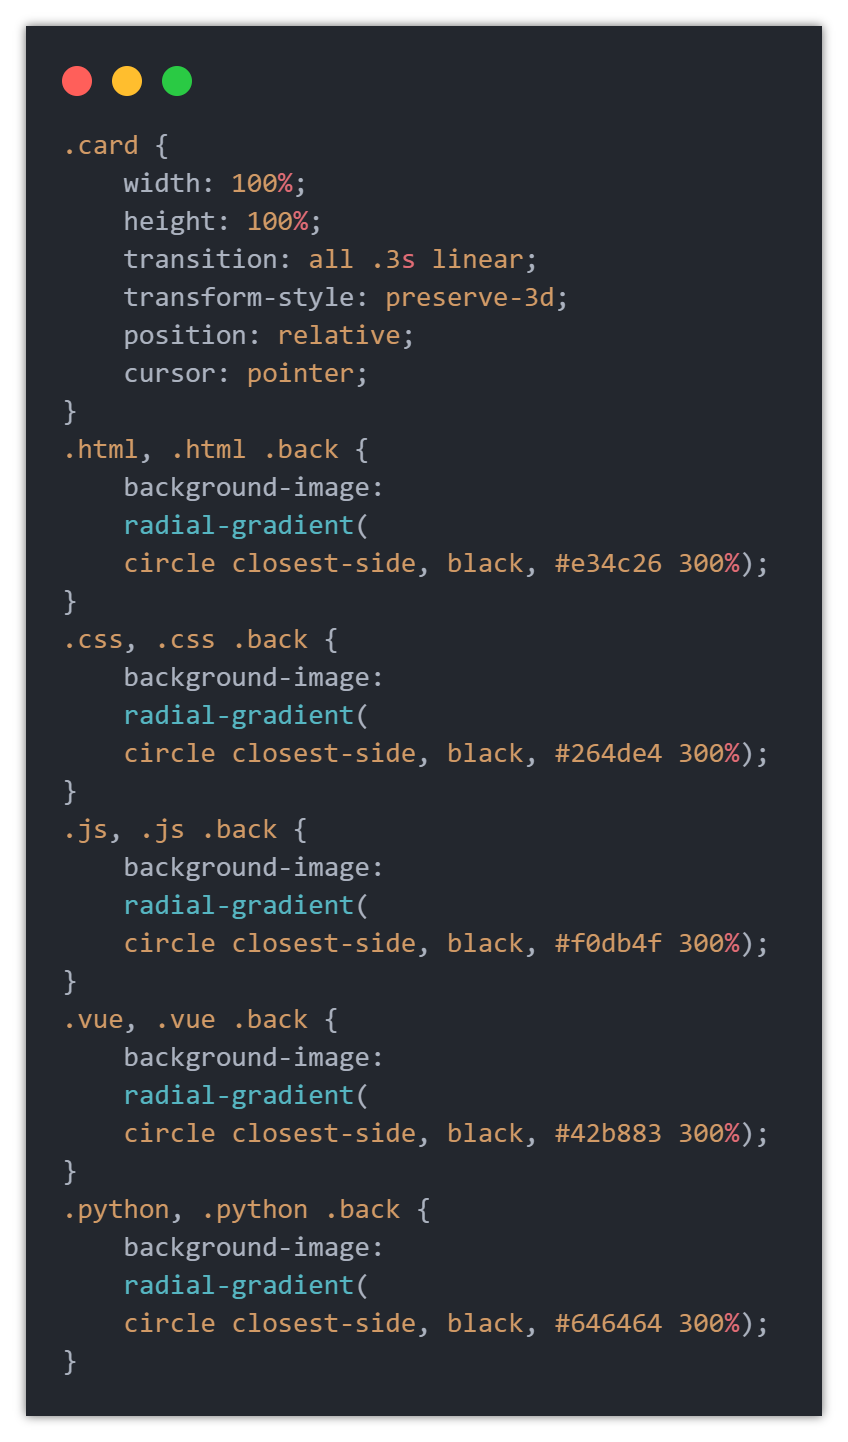 .card {
    width: 100%;
    height: 100%;
    transition: all .3s linear;
    transform-style: preserve-3d;
    position: relative;
    cursor: pointer;
}
.html, .html .back {
    background-image:
    radial-gradient(
    circle closest-side, black, #e34c26 300%);
}
.css, .css .back {
    background-image:
    radial-gradient(
    circle closest-side, black, #264de4 300%);
}
.js, .js .back {
    background-image:
    radial-gradient(
    circle closest-side, black, #f0db4f 300%);
}
.vue, .vue .back {
    background-image:
    radial-gradient(
    circle closest-side, black, #42b883 300%);
}
.python, .python .back {
    background-image:
    radial-gradient(
    circle closest-side, black, #646464 300%);
}